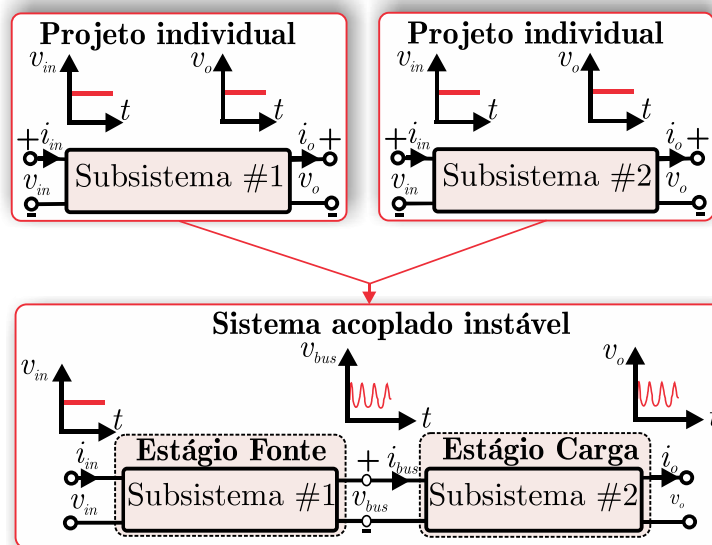 Projeto individual
v_in
v_o
t
t
+ i_in
i_o +
v_in
Subsistema #1
v_o
-
-
Projeto individual
v_in
v_o
t
t
+ i_in
i_o +
v_in
Subsistema #2
v_o
-
-
Sistema acoplado instável
v_in
v_bus
v_o
t
t
t
Estágio Fonte
Estágio Carga
i_in
+ i_bus
i_o
v_in
Subsistema #1
v_bus
Subsistema #2
v_o
-